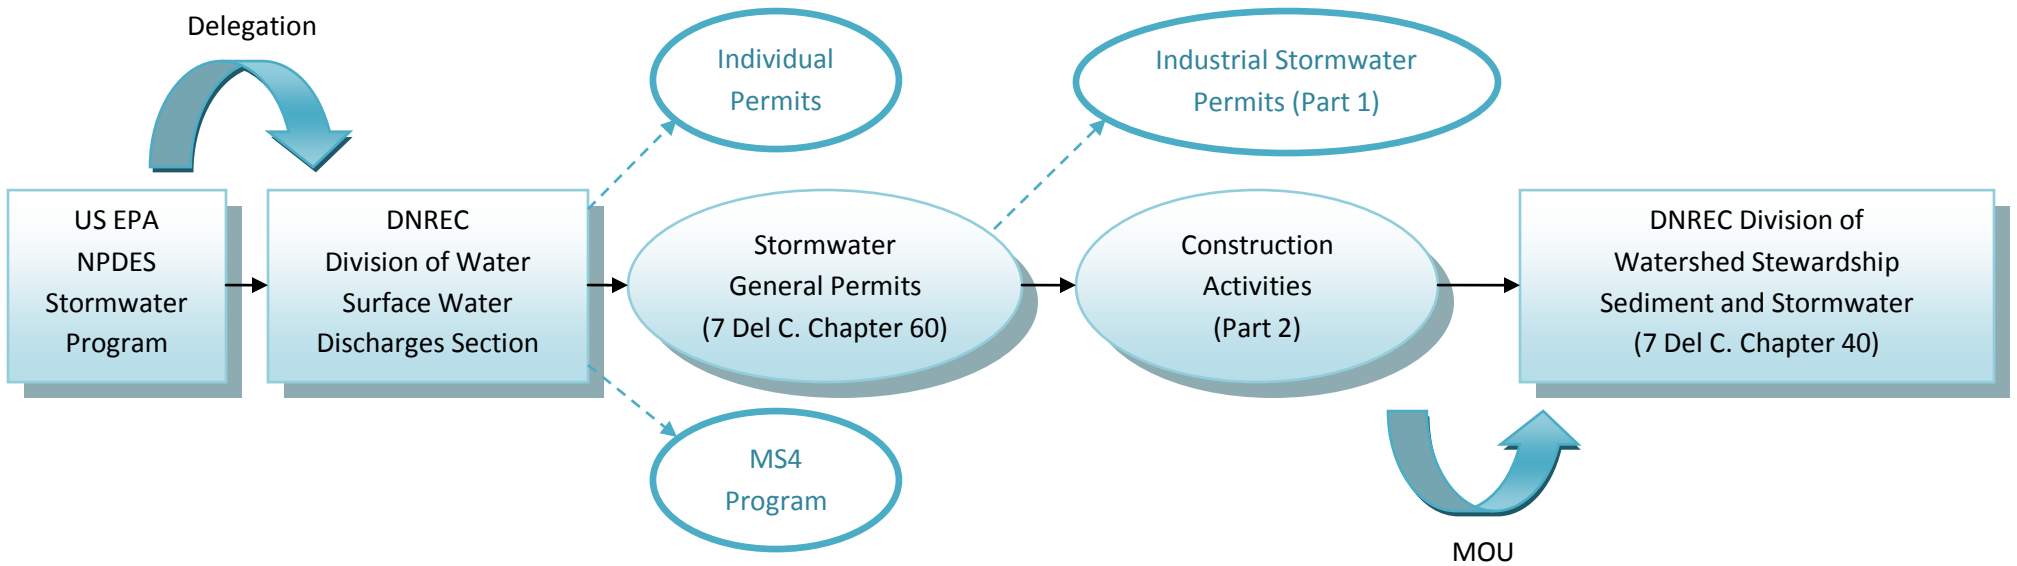 Delegation
Individual
Permits
Industrial Stormwater
Permits (Part 1)
US EPA
NPDES
Stormwater
Program
DNREC
Division of Water
Surface Water
Discharges Section
Stormwater
General Permits
(7 Del C. Chapter 60)
Construction
Activities
(Part 2)
DNREC Division of
Watershed Stewardship
Sediment and Stormwater
(7 Del C. Chapter 40)
MS4
Program
MOU